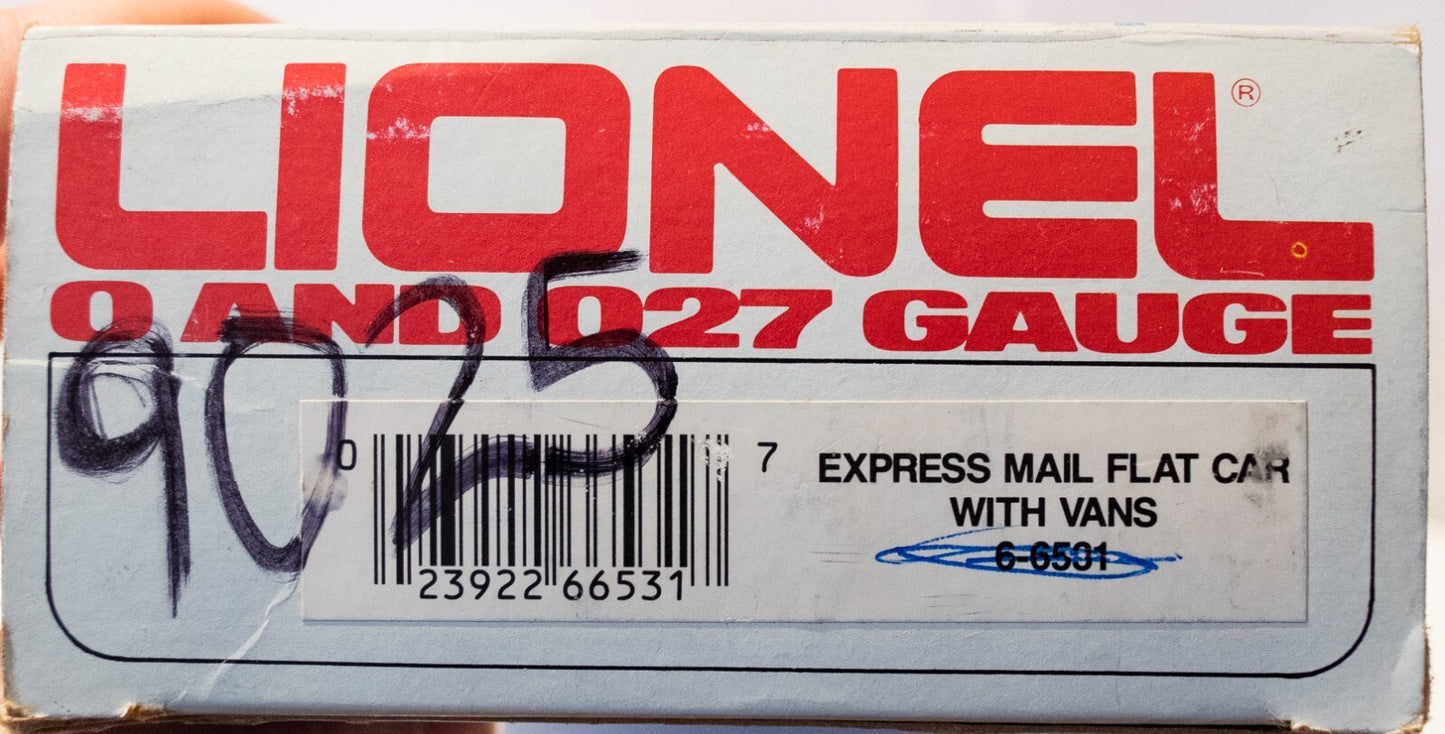 LIONEL®
O AND O27 GAUGE
9025
0 23922 66531 7
EXPRESS MAIL FLAT CAR
WITH VANS
6-6531